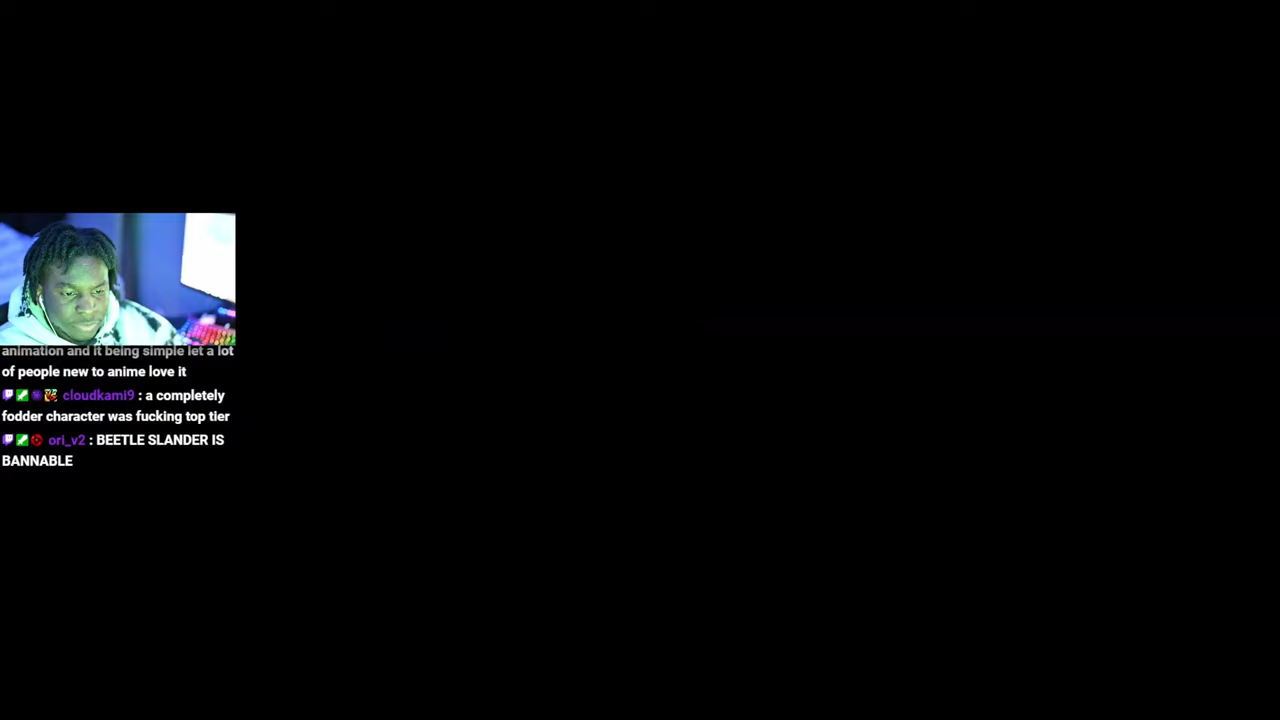 animation and it being simple let a lot
of people new to anime love it
cloudkami9 : a completely
fodder character was fucking top tier
ori_v2 : BEETLE SLANDER IS
BANNABLE